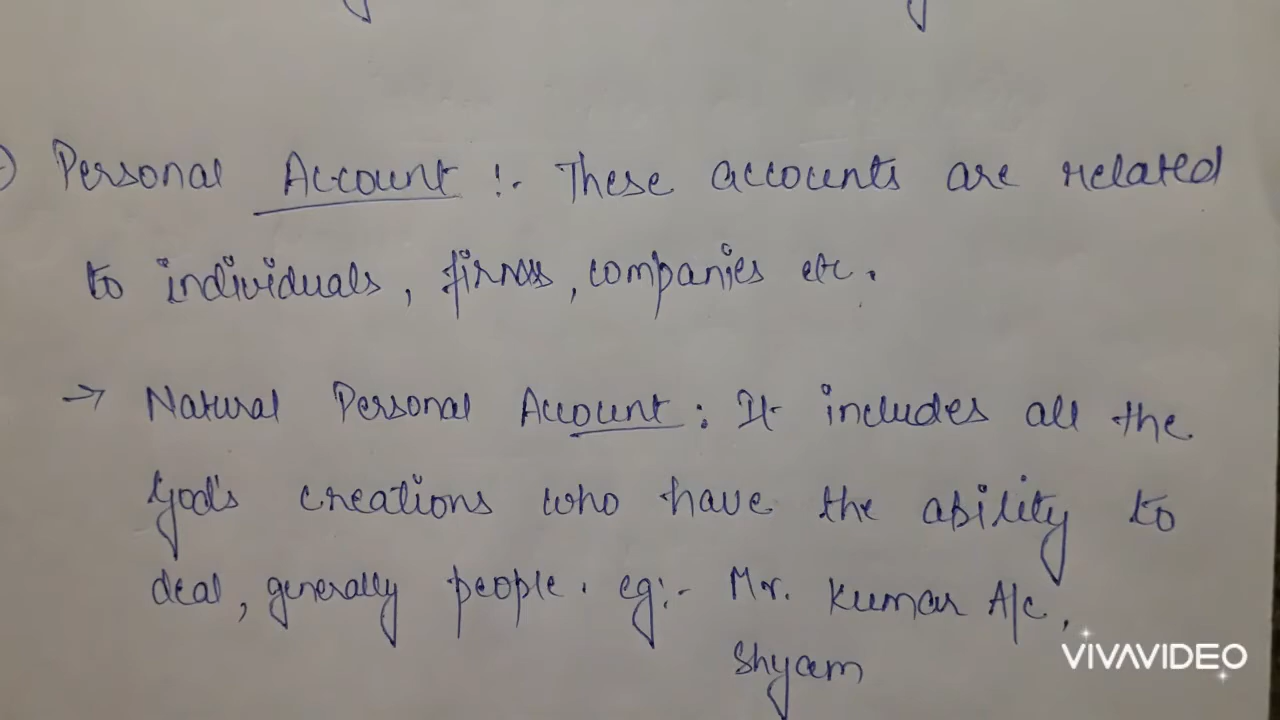 Personal Account :- These accounts are related
to individuals, firms, companies etc.
→ Natural Personal Account : It includes all the
God's creations who have the ability to
deal, generally people. eg:- Mr. Kumar A/c,
Shyam
VIVAVIDEO